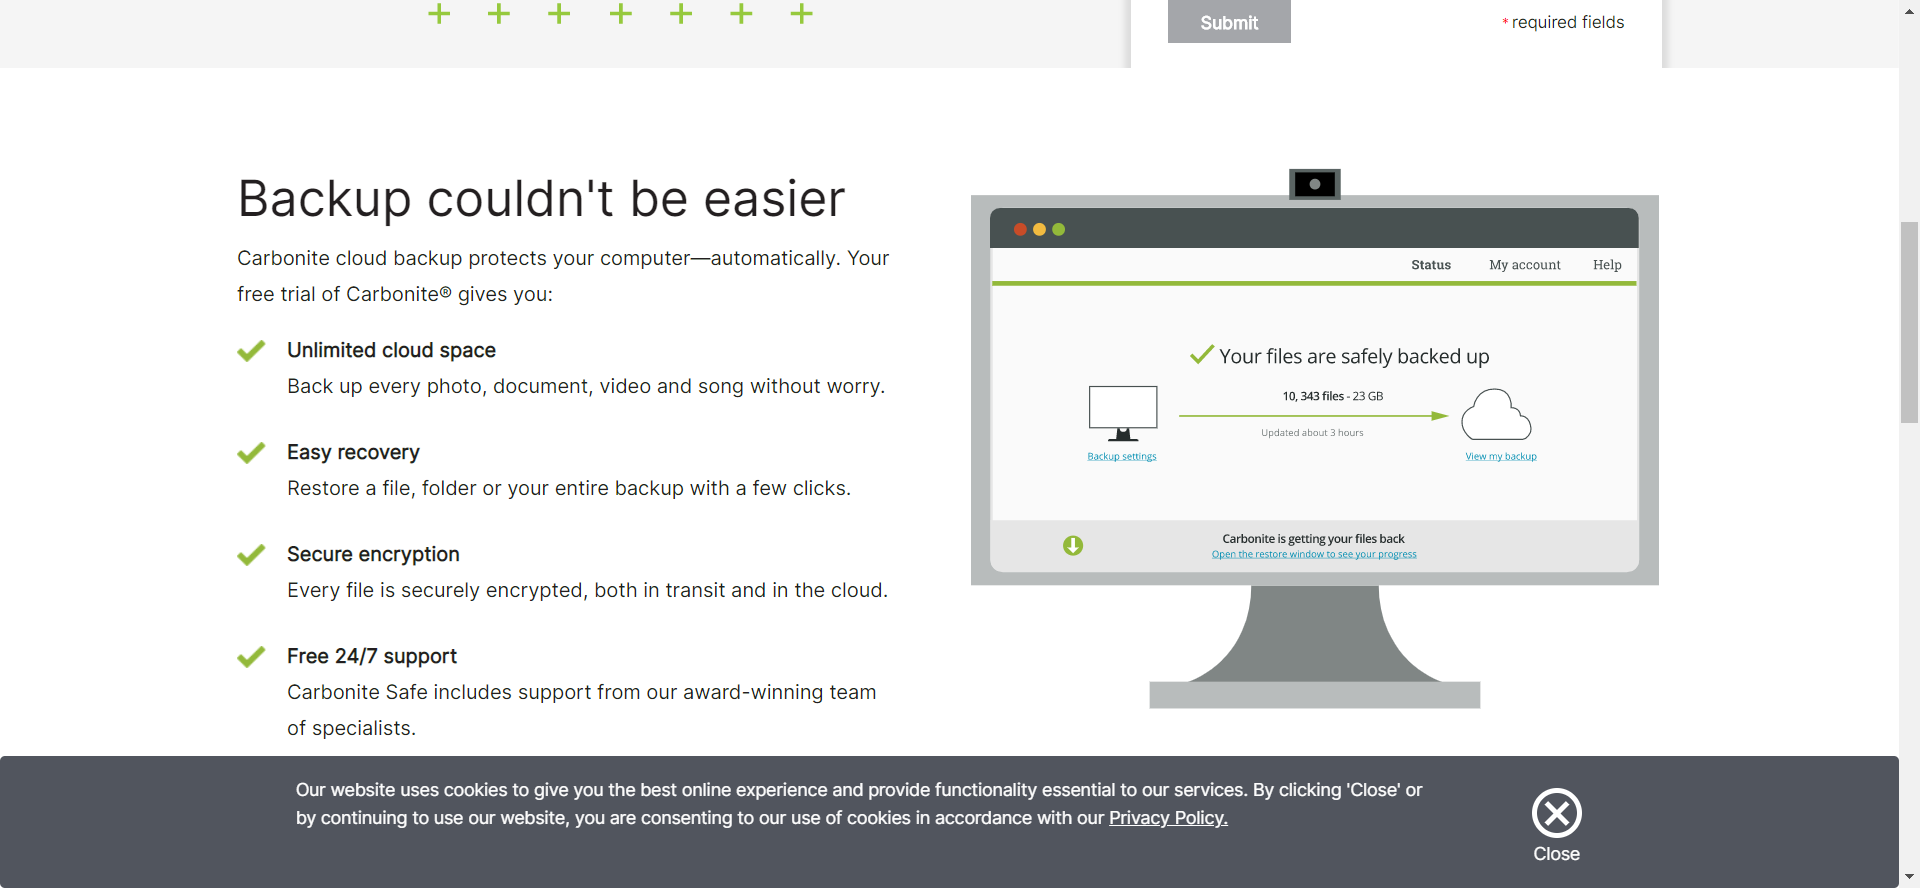 Submit
* required fields
Backup couldn't be easier
Carbonite cloud backup protects your computer—automatically. Your
free trial of Carbonite® gives you:
Unlimited cloud space
Back up every photo, document, video and song without worry.
Easy recovery
Restore a file, folder or your entire backup with a few clicks.
Secure encryption
Every file is securely encrypted, both in transit and in the cloud.
Free 24/7 support
Carbonite Safe includes support from our award-winning team
of specialists.
Status My account Help
Your files are safely backed up
10, 343 files - 23 GB
Updated about 3 hours
Backup settings
View my backup
Carbonite is getting your files back
Open the restore window to see your progress
Our website uses cookies to give you the best online experience and provide functionality essential to our services. By clicking 'Close' or
by continuing to use our website, you are consenting to our use of cookies in accordance with our Privacy Policy.
Close